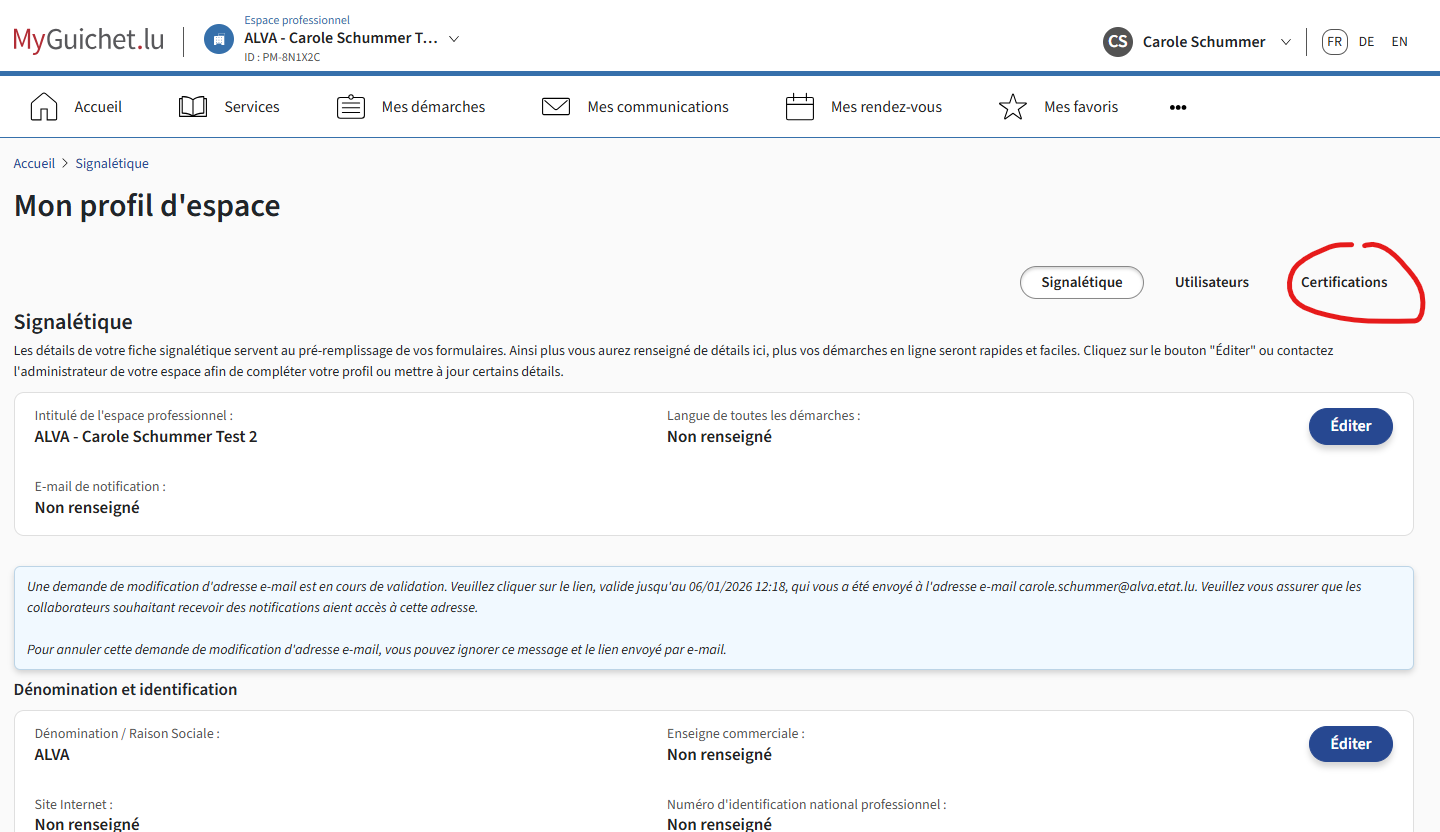 MyGuichet.lu
Espace professionnel
ALVA - Carole Schummer T...
ID : PM-8N1X2C
CS Carole Schummer
FR DE EN
Accueil Services Mes démarches Mes communications Mes rendez-vous Mes favoris •••
Accueil > Signalétique
Mon profil d'espace
Signalétique Utilisateurs Certifications
Signalétique
Les détails de votre fiche signalétique servent au pré-remplissage de vos formulaires. Ainsi plus vous aurez renseigné de détails ici, plus vos démarches en ligne seront rapides et faciles. Cliquez sur le bouton "Éditer" ou contactez
l'administrateur de votre espace afin de compléter votre profil ou mettre à jour certains détails.
Intitulé de l'espace professionnel :
ALVA - Carole Schummer Test 2
Langue de toutes les démarches :
Non renseigné
Éditer
E-mail de notification :
Non renseigné
Une demande de modification d'adresse e-mail est en cours de validation. Veuillez cliquer sur le lien, valide jusqu'au 06/01/2026 12:18, qui vous a été envoyé à l'adresse e-mail carole.schummer@alva.etat.lu. Veuillez vous assurer que les
collaborateurs souhaitant recevoir des notifications aient accès à cette adresse.
Pour annuler cette demande de modification d'adresse e-mail, vous pouvez ignorer ce message et le lien envoyé par e-mail.
Dénomination et identification
Dénomination / Raison Sociale :
ALVA
Enseigne commerciale :
Non renseigné
Éditer
Site Internet :
Non renseigné
Numéro d'identification national professionnel :
Non renseigné